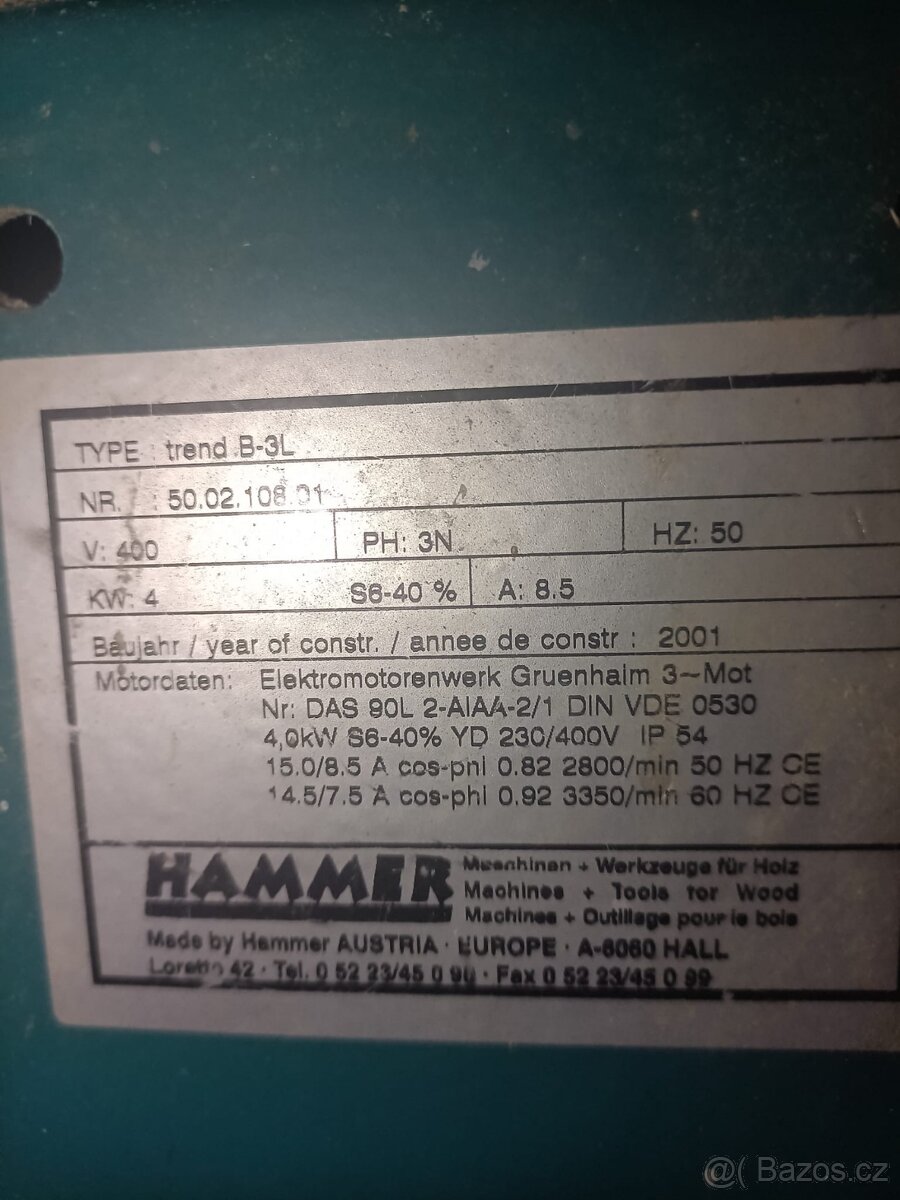 TYPE : trend B-3L
NR. : 50.02.108.01
V: 400 PH: 3N HZ: 50
KW: 4 S6-40 % A: 8.5
Baujahr / year of constr. / annee de constr : 2001
Motordaten: Elektromotorenwerk Gruenhaim 3~Mot
Nr: DAS 90L 2-AIAA-2/1 DIN VDE 0530
4,0kW S6-40% YD 230/400V IP 54
15.0/8.5 A cos-phi 0.82 2800/min 50 HZ CE
14.5/7.5 A cos-phi 0.92 3350/min 60 HZ CE
HAMMER
Maschinen + Werkzeuge für Holz
Machines + Tools for Wood
Machines + Outillage pour le bois
Made by Hammer AUSTRIA · EUROPE · A-6060 HALL
Loretto 42 · Tel. 0 52 23/45 0 90 · Fax 0 52 23/45 0 99
@( Bazos.cz